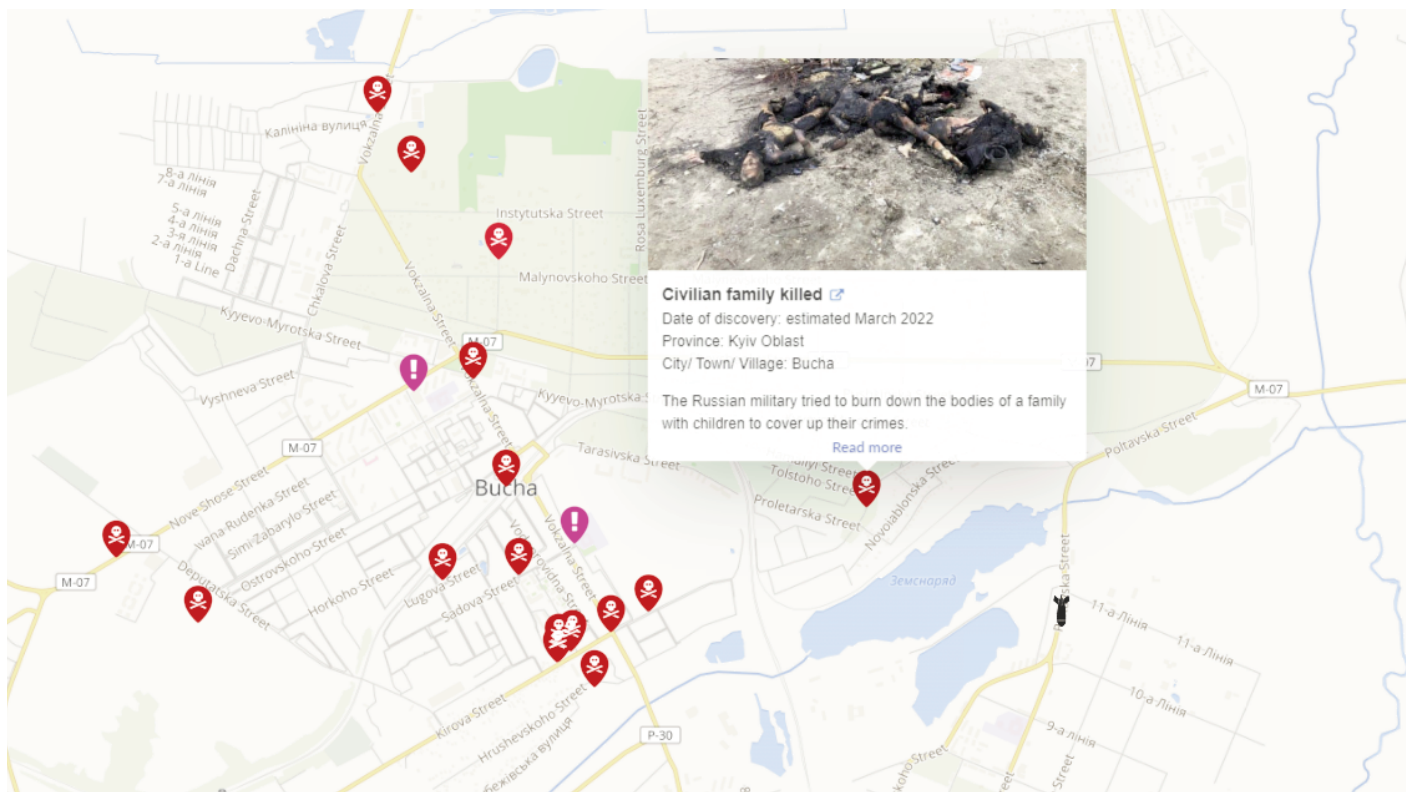 Калініна вулиця
Vokzalna
8-а лінія
7-а лінія
5-а лінія
4-а лінія
3-я лінія
2-а лінія
1-a Line
Dachna-Street
Chkalova Street
Instytutska Street
Rosa Luxemburg Street
Malynovskoho Street
Vokzalna Street
Kyyevo-Myrotska Street
M-07
Vyshneva Street
Kyyevo-Myrotska
M-07
Tarasivska Street
Bucha
Nove Shose Street
Ivana Rudenka Street
Simi-Zabarylo Street
Ostrovskoho Street
M-07
M-07
Deputatska Street
Horkoho Street
Lugova Street
Sadova Street
Vokzalna Street
Kirova Street
Hrushevskoho Street
P-30
Civilian family killed
Date of discovery: estimated March 2022
Province: Kyiv Oblast
City/ Town/ Village: Bucha
The Russian military tried to burn down the bodies of a family
with children to cover up their crimes.
Read more
M-07
Poltavska Street
Tolstoho Street
Proletarska Street
Novoiablonska Street
Земснаряд
11-а Лінія
11-а Лінія
10-а Лінія
9-а лінія
Street